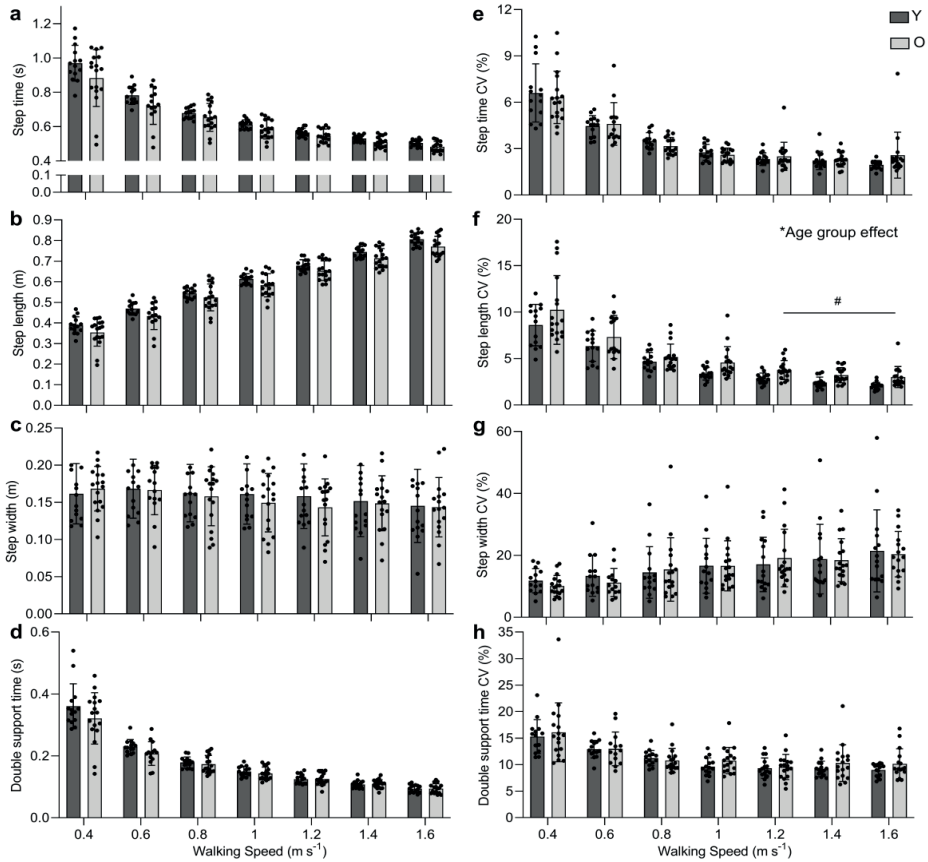 a
Step time (s)
1.2
1.0
0.8
0.6
0.4
0.1
0.0
b
Step length (m)
0.9
0.8
0.7
0.6
0.5
0.4
0.3
0.2
0.1
0.0
c
Step width (m)
0.25
0.20
0.15
0.10
0.05
0.00
d
Double support time (s)
0.6
0.4
0.2
0.0
0.4 0.6 0.8 1 1.2 1.4 1.6
Walking Speed (m s⁻¹)
e
Step time CV (%)
12
9
6
3
0
Y
O
f
Step length CV (%)
20
15
10
5
0
*Age group effect
#
g
Step width CV (%)
60
40
20
0
h
Double support time CV (%)
35
30
25
20
15
10
5
0
0.4 0.6 0.8 1 1.2 1.4 1.6
Walking Speed (m s⁻¹)